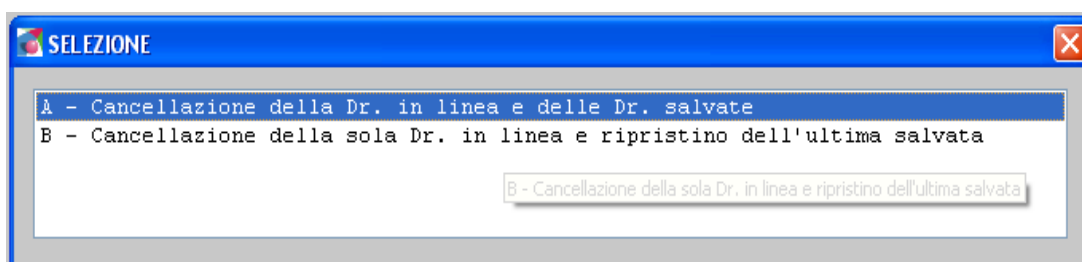 SELEZIONE
A - Cancellazione della Dr. in linea e delle Dr. salvate
B - Cancellazione della sola Dr. in linea e ripristino dell'ultima salvata
B - Cancellazione della sola Dr. in linea e ripristino dell'ultima salvata